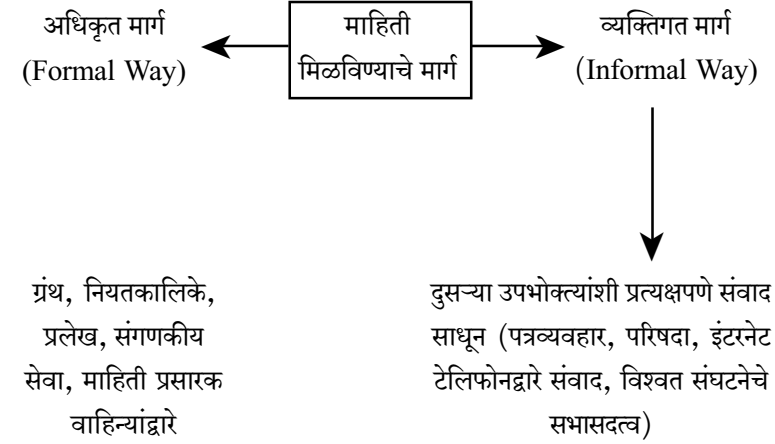 अधिकृत मार्ग
(Formal Way)
माहिती
मिळविण्याचे मार्ग
व्यक्तिगत मार्ग
(Informal Way)
ग्रंथ, नियतकालिके,
प्रलेख, संगणकीय
सेवा, माहिती प्रसारक
वाहिन्यांद्वारे
दुसऱ्या उपभोक्त्यांशी प्रत्यक्षपणे संवाद
साधून (पत्रव्यवहार, परिषदा, इंटरनेट
टेलिफोनद्वारे संवाद, विश्वत संघटनेचे
सभासदत्व)